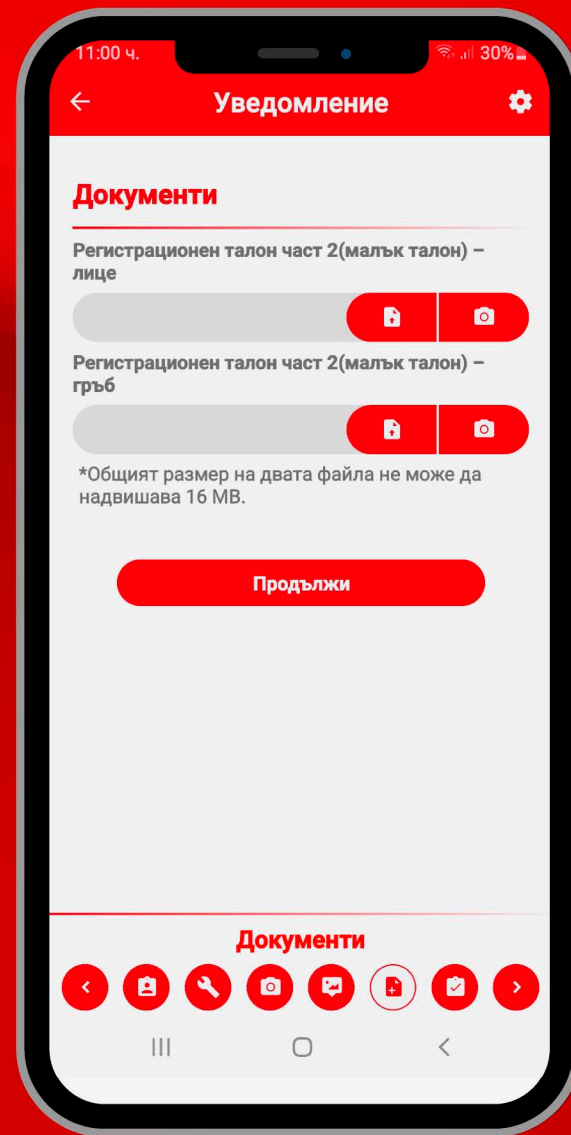 11:00 ч.
30%
Уведомление
Документи
Регистрационен талон част 2(малък талон) –
лице
Регистрационен талон част 2(малък талон) –
гръб
*Общият размер на двата файла не може да
надвишава 16 MB.
Продължи
Документи